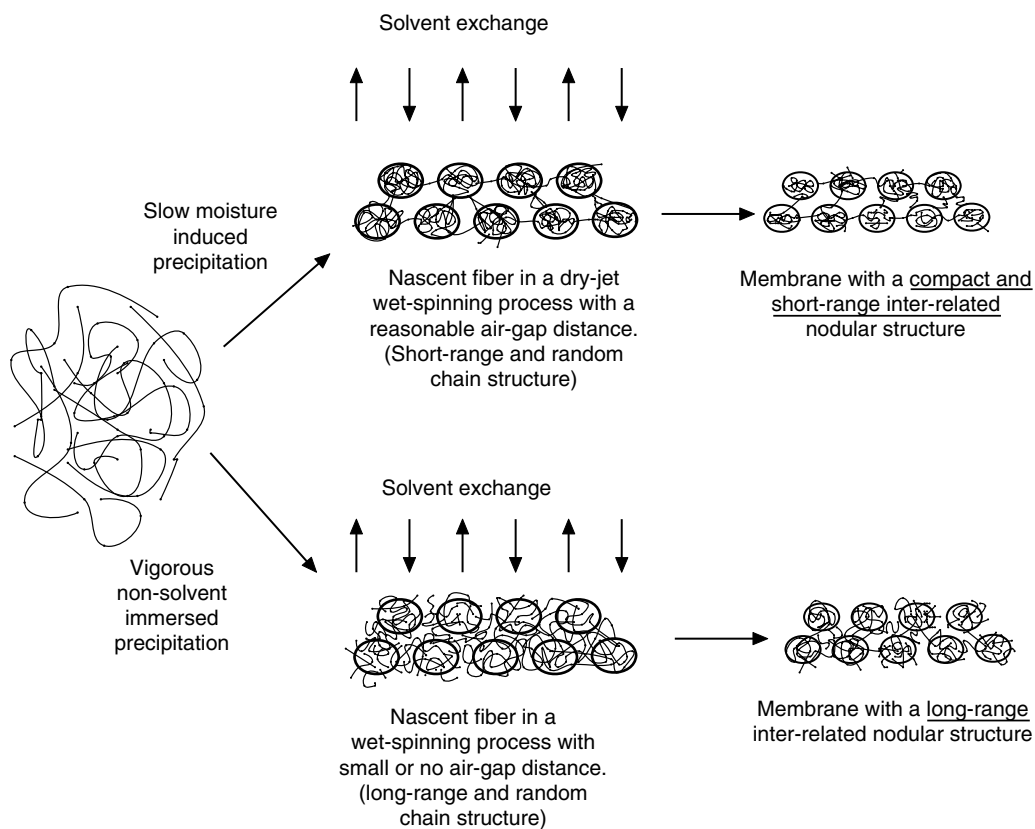 Solvent exchange
Slow moisture
induced
precipitation
Nascent fiber in a dry-jet
wet-spinning process with a
reasonable air-gap distance.
(Short-range and random
chain structure)
Membrane with a compact and
short-range inter-related
nodular structure
Solvent exchange
Vigorous
non-solvent
immersed
precipitation
Nascent fiber in a
wet-spinning process with
small or no air-gap distance.
(long-range and random
chain structure)
Membrane with a long-range
inter-related nodular structure